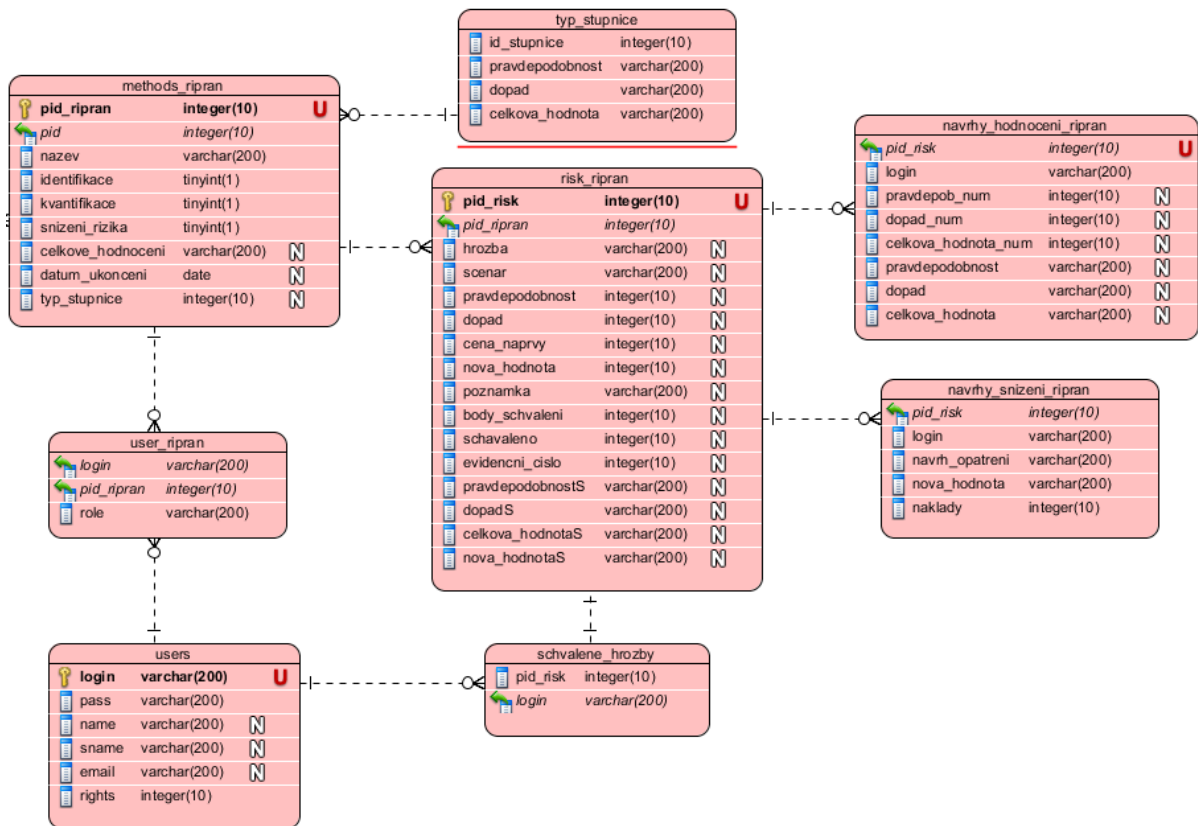 typ_stupnice
id_stupnice integer(10)
pravdepodobnost varchar(200)
dopad varchar(200)
celkova_hodnota varchar(200)
methods_ripran
pid_ripran integer(10) U
pid integer(10)
nazev varchar(200)
identifikace tinyint(1)
kvantifikace tinyint(1)
snizeni_rizika tinyint(1)
celkove_hodnoceni varchar(200) N
datum_ukonceni date N
typ_stupnice integer(10) N
navrhy_hodnoceni_ripran
pid_risk integer(10) U
login varchar(200)
pravdepob_num integer(10) N
dopad_num integer(10) N
celkova_hodnota_num integer(10) N
pravdepodobnost varchar(200) N
dopad varchar(200) N
celkova_hodnota varchar(200) N
risk_ripran
pid_risk integer(10) U
pid_ripran integer(10)
hrozba varchar(200) N
scenar varchar(200) N
pravdepodobnost integer(10) N
dopad integer(10) N
cena_naprvy integer(10) N
nova_hodnota integer(10) N
poznamka varchar(200) N
body_schvaleni integer(10) N
schavaleno integer(10) N
evidencni_cislo integer(10) N
pravdepodobnostS varchar(200) N
dopadS varchar(200) N
celkova_hodnotaS varchar(200) N
nova_hodnotaS varchar(200) N
navrhy_snizeni_ripran
pid_risk integer(10)
login varchar(200)
navrh_opatreni varchar(200)
nova_hodnota varchar(200)
naklady integer(10)
user_ripran
login varchar(200)
pid_ripran integer(10)
role varchar(200)
users
login varchar(200) U
pass varchar(200)
name varchar(200) N
sname varchar(200) N
email varchar(200) N
rights integer(10)
schvalene_hrozby
pid_risk integer(10)
login varchar(200)